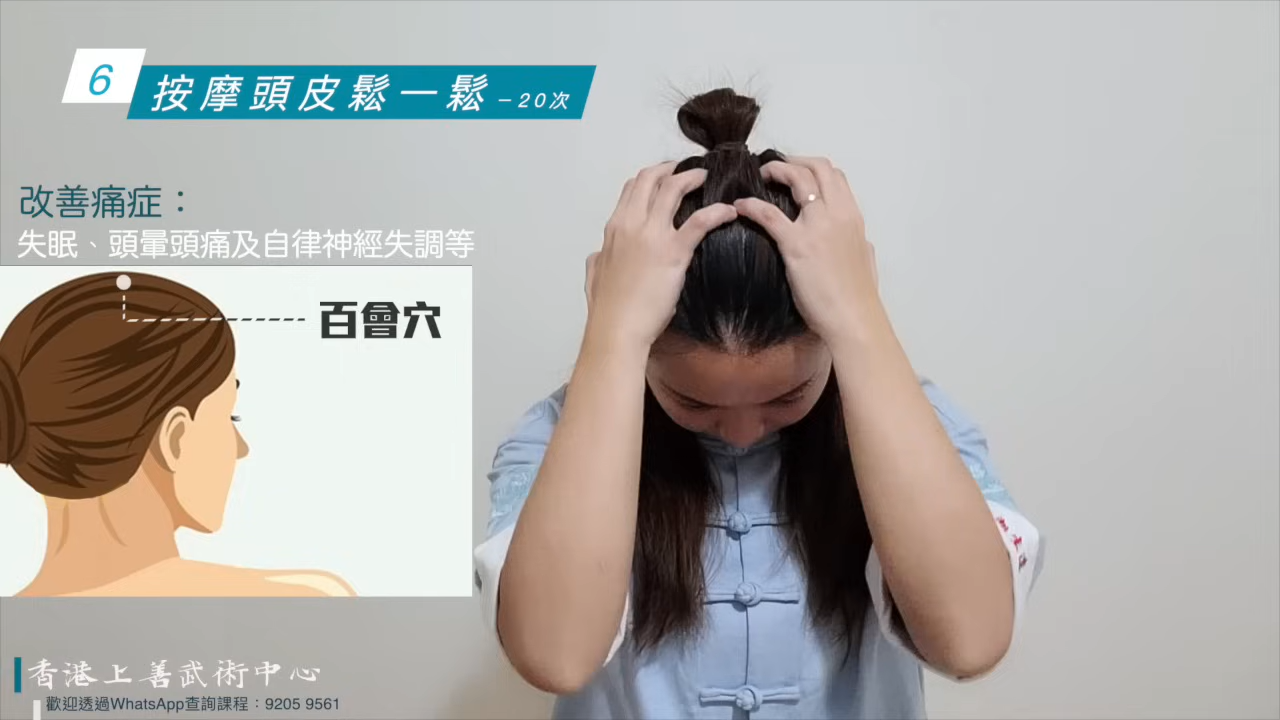 6
按摩頭皮鬆一鬆 – 20次
改善痛症：
失眠、頭暈頭痛及自律神經失調等
百會穴
香港上善武術中心
歡迎透過WhatsApp查詢課程：9205 9561